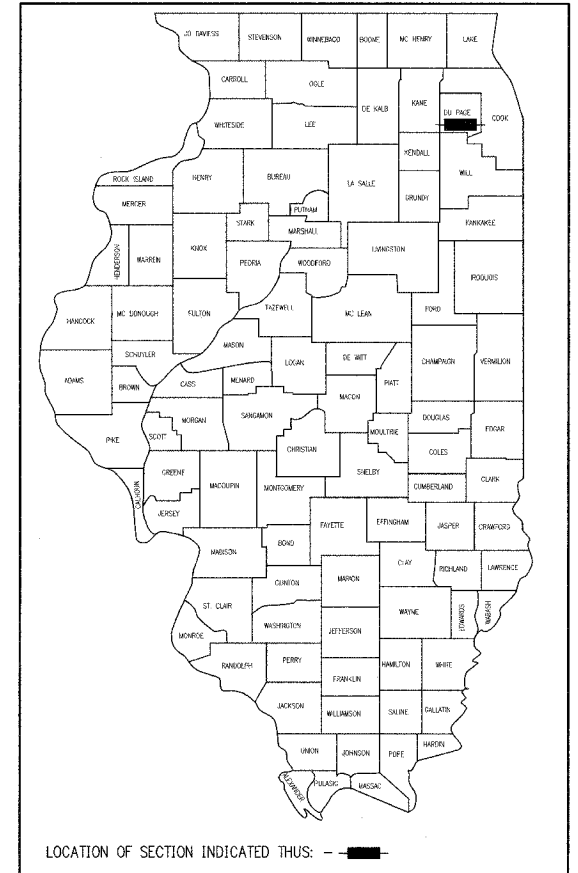 JO DAVIESS
STEVENSON
WINNEBAGO
BOONE
MC HENRY
LAKE
CARROLL
OGLE
DE KALB
KANE
DU PAGE
COOK
WHITESIDE
LEE
KENDALL
WILL
ROCK ISLAND
HENRY
BUREAU
LA SALLE
GRUNDY
MERCER
PUTNAM
KANKAKEE
STARK
MARSHALL
LIVINGSTON
HENDERSON
WARREN
KNOX
PEORIA
WOODFORD
IROQUOIS
HANCOCK
MC DONOUGH
FULTON
TAZEWELL
MC LEAN
FORD
MASON
SCHUYLER
LOGAN
DE WITT
CHAMPAIGN
VERMILION
ADAMS
BROWN
CASS
MENARD
PIATT
MACON
MORGAN
SANGAMON
DOUGLAS
PIKE
SCOTT
MOULTRIE
EDGAR
CHRISTIAN
COLES
GREENE
MACOUPIN
MONTGOMERY
SHELBY
CUMBERLAND
CLARK
CALHOUN
JERSEY
FAYETTE
EFFINGHAM
JASPER
CRAWFORD
BOND
MADISON
CLAY
RICHLAND
LAWRENCE
CLINTON
MARION
ST. CLAIR
WAYNE
EDWARDS
WABASH
WASHINGTON
JEFFERSON
MONROE
RANDOLPH
PERRY
HAMILTON
WHITE
FRANKLIN
JACKSON
WILLIAMSON
SALINE
GALLATIN
UNION
JOHNSON
POPE
HARDIN
ALEXANDER
PULASKI
MASSAC
LOCATION OF SECTION INDICATED THUS: